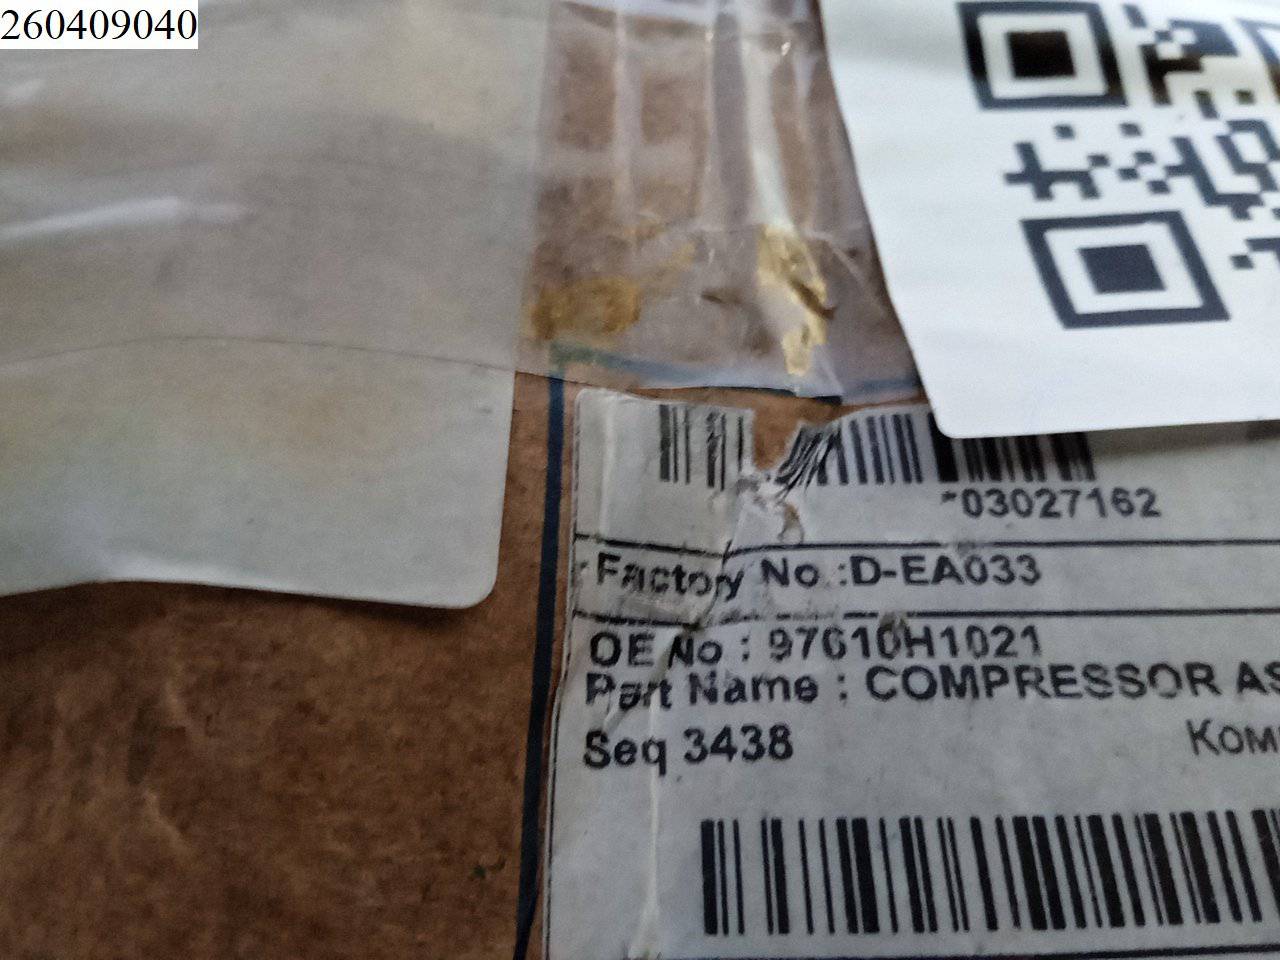 260409040
*03027162
Factory No.:D-EA033
OE No : 97610H1021
Part Name : COMPRESSOR AS
Seq 3438
Ком